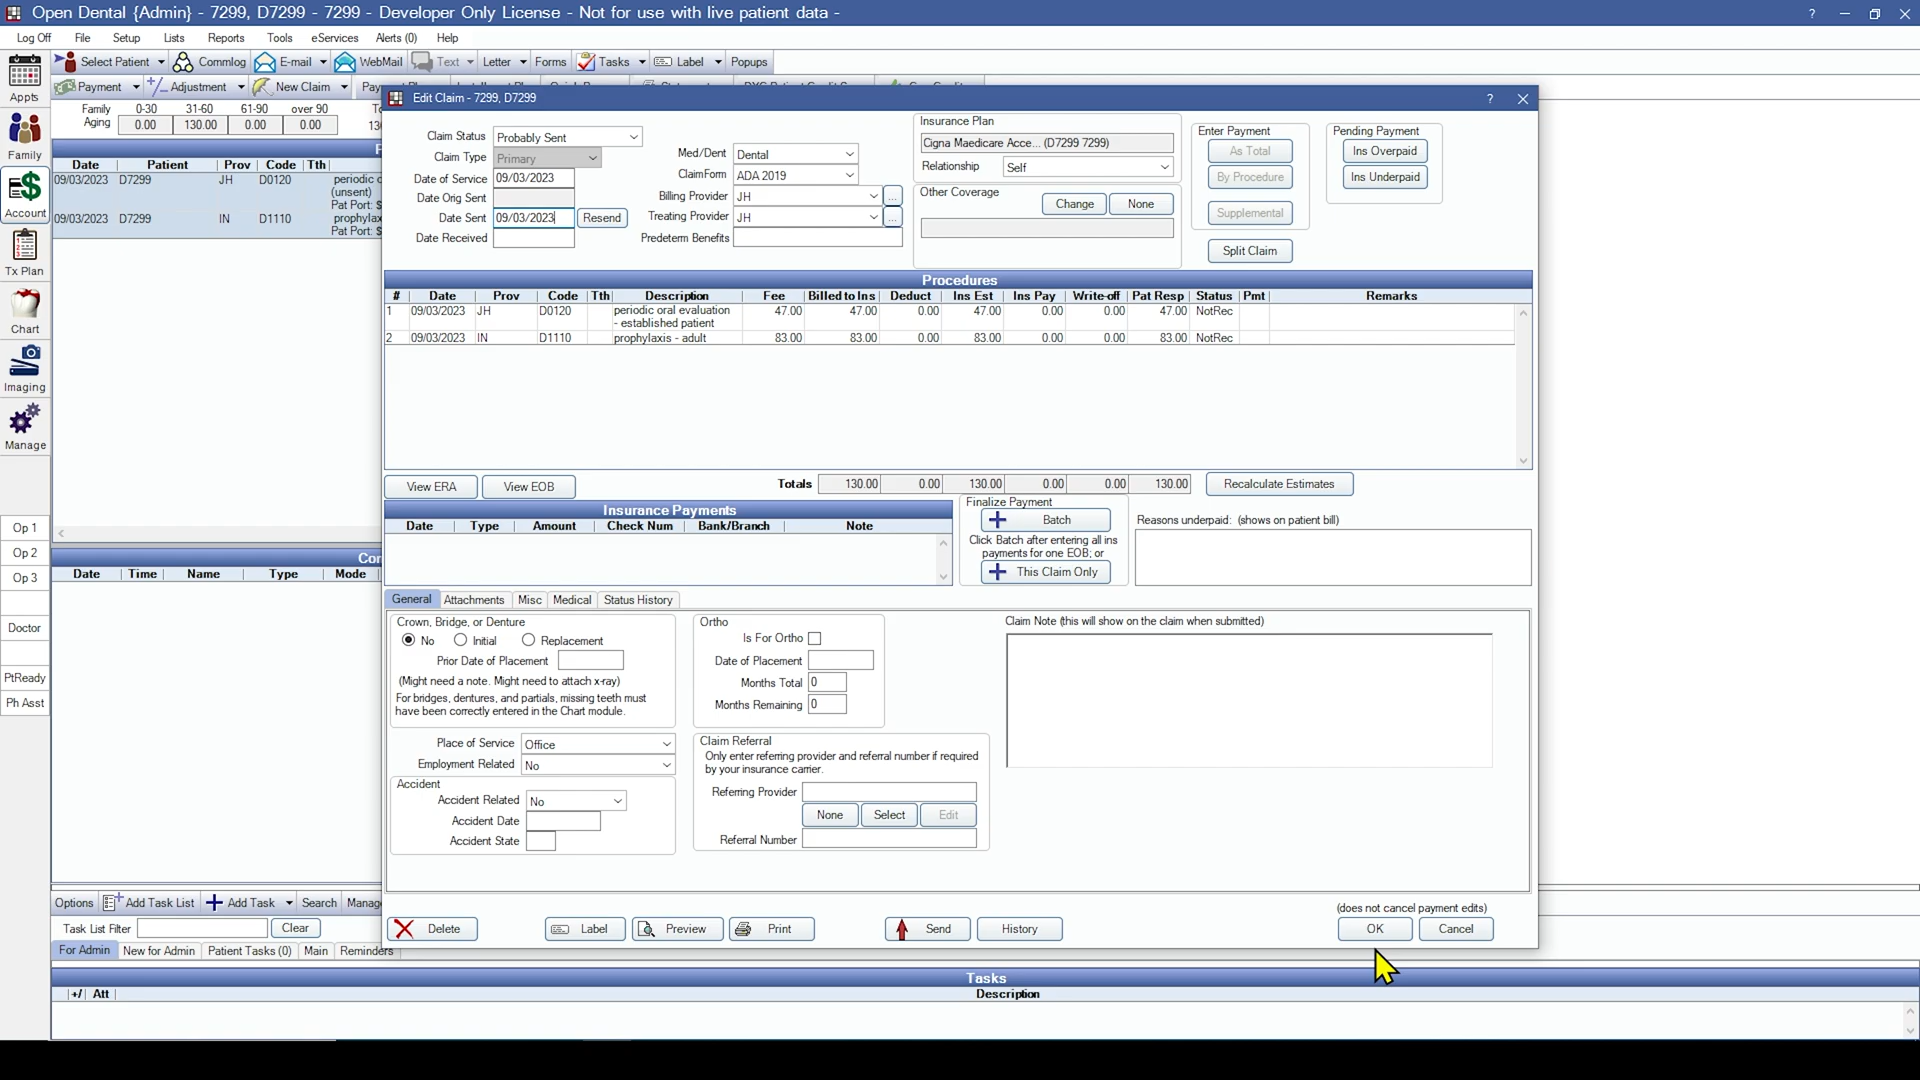 Open Dental {Admin} - 7299, D7299 - 7299 - Developer Only License - Not for use with live patient data -
Log Off File Setup Lists Reports Tools eServices Alerts (0) Help
Select Patient Commlog E-mail WebMail Text Letter Forms Tasks Label Popups
Payment Adjustment New Claim
Appts
Family
Account
Tx Plan
Chart
Imaging
Manage
Op 1
Op 2
Op 3
Doctor
PtReady
Ph Asst
Family Aging
0-30 31-60 61-90 over 90
0.00 130.00 0.00 0.00
Date Patient Prov Code Tth
09/03/2023 D7299 JH D0120
(unsent)
Pat Port: $
09/03/2023 D7299 IN D1110
Pat Port: $
Date Time Name Type Mode
Edit Claim - 7299, D7299
Claim Status Probably Sent
Claim Type Primary
Date of Service 09/03/2023
Date Orig Sent
Date Sent 09/03/2023 Resend
Date Received
Med/Dent Dental
ClaimForm ADA 2019
Billing Provider JH ...
Treating Provider JH ...
Predeterm Benefits
Insurance Plan
Cigna Maedicare Acce... (D7299 7299)
Relationship Self
Other Coverage
Change None
Enter Payment
As Total
By Procedure
Supplemental
Split Claim
Pending Payment
Ins Overpaid
Ins Underpaid
Procedures
# Date Prov Code Tth Description Fee Billed to Ins Deduct Ins Est Ins Pay Write-off Pat Resp Status Pmt Remarks
1 09/03/2023 JH D0120 periodic oral evaluation 47.00 47.00 0.00 47.00 0.00 0.00 47.00 NotRec
- established patient
2 09/03/2023 IN D1110 prophylaxis - adult 83.00 83.00 0.00 83.00 0.00 0.00 83.00 NotRec
View ERA View EOB
Totals 130.00 0.00 130.00 0.00 0.00 130.00 Recalculate Estimates
Insurance Payments
Date Type Amount Check Num Bank/Branch Note
Finalize Payment
Batch
Click Batch after entering all ins
payments for one EOB; or
This Claim Only
Reasons underpaid: (shows on patient bill)
General Attachments Misc Medical Status History
Crown, Bridge, or Denture
No Initial Replacement
Prior Date of Placement
(Might need a note. Might need to attach x-ray)
For bridges, dentures, and partials, missing teeth must
have been correctly entered in the Chart module.
Place of Service Office
Employment Related No
Accident
Accident Related No
Accident Date
Accident State
Ortho
Is For Ortho
Date of Placement
Months Total 0
Months Remaining 0
Claim Referral
Only enter referring provider and referral number if required
by your insurance carrier.
Referring Provider
None Select Edit
Referral Number
Claim Note (this will show on the claim when submitted)
(does not cancel payment edits)
Delete Label Preview Print Send History OK Cancel
Options Add Task List Add Task Search
Task List Filter Clear
For Admin New for Admin Patient Tasks (0) Main Reminders
Tasks
+/ Att Description